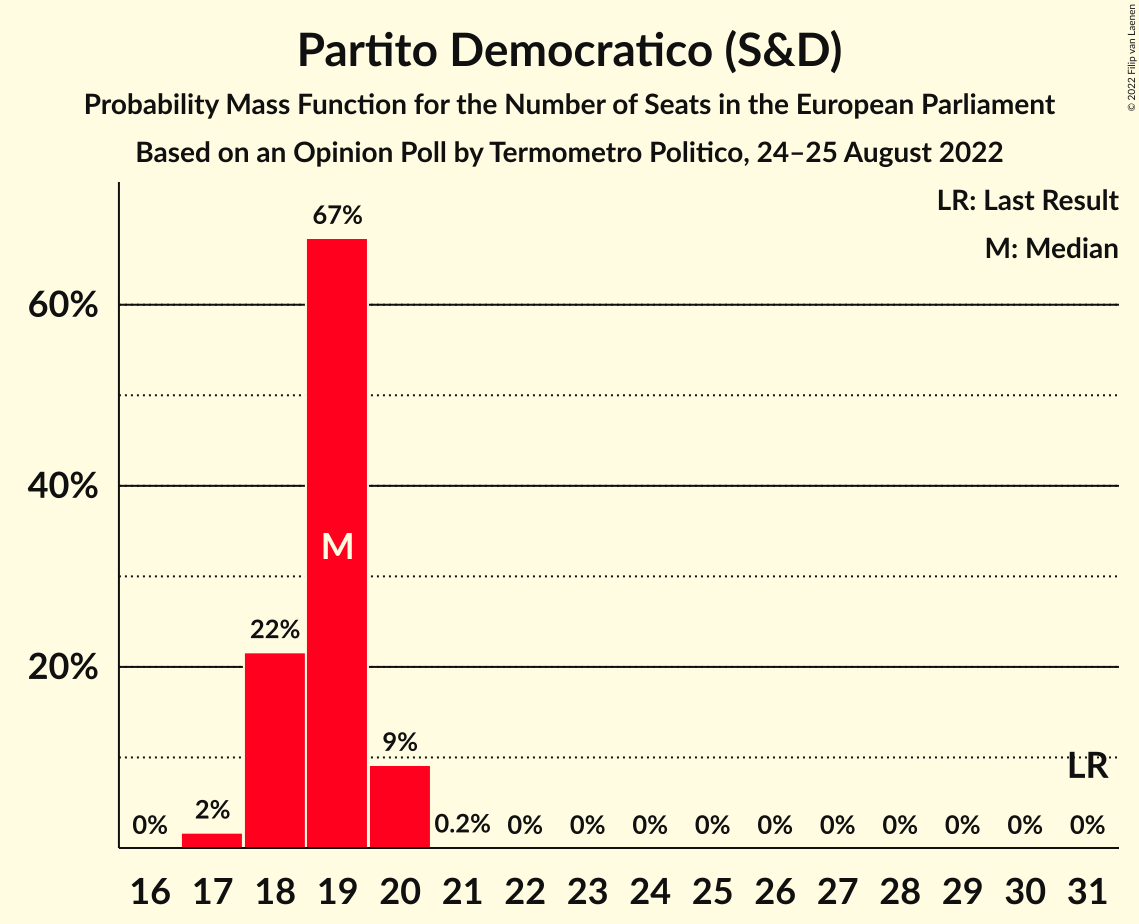 Partito Democratico (S&D)
Probability Mass Function for the Number of Seats in the European Parliament
Based on an Opinion Poll by Termometro Politico, 24–25 August 2022
© 2022 Filip van Laenen
LR: Last Result
M: Median
67%
60%
40%
M
22%
20%
9%
LR
0% 2% 0.2% 0% 0% 0% 0% 0% 0% 0% 0% 0% 0%
16 17 18 19 20 21 22 23 24 25 26 27 28 29 30 31